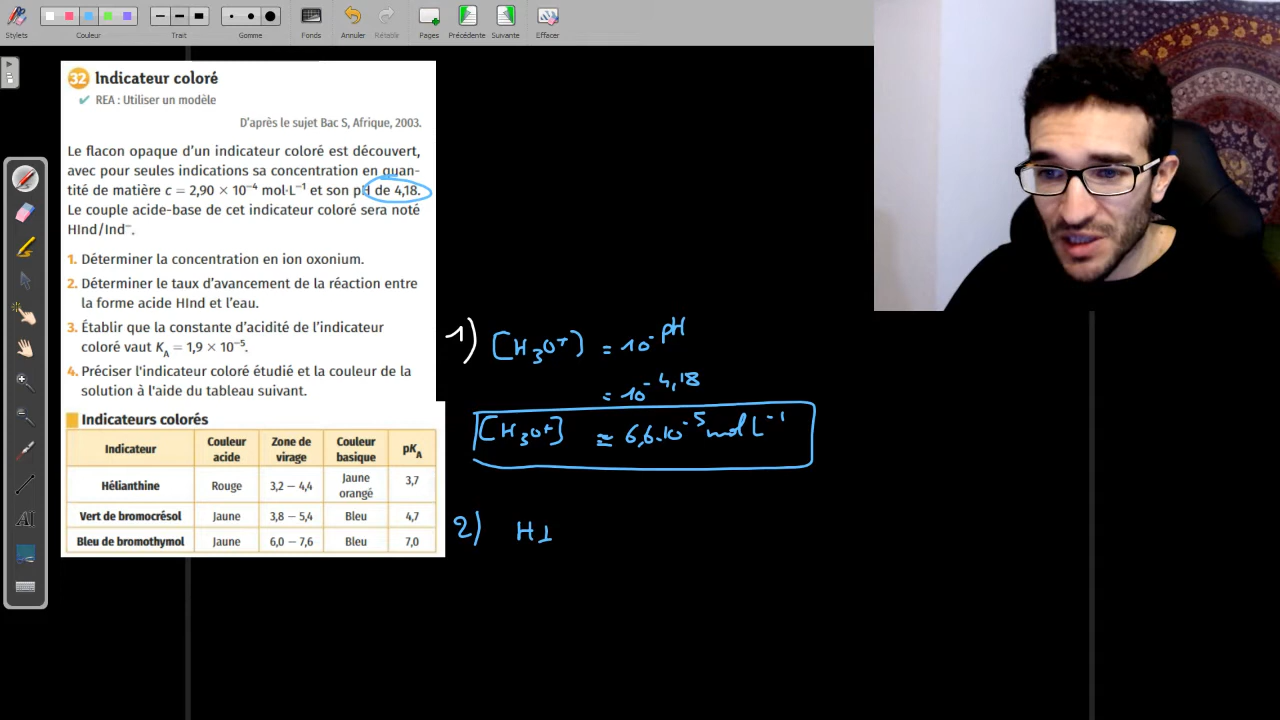 Stylets
Couleur
Trait
Gomme
Fonds
Annuler
Rétablir
Pages
Précédente
Suivante
Effacer
32 Indicateur coloré
✔ REA : Utiliser un modèle
D'après le sujet Bac S, Afrique, 2003.
Le flacon opaque d'un indicateur coloré est découvert,
avec pour seules indications sa concentration en quan-
tité de matière c = 2,90 × 10⁻⁴ mol·L⁻¹ et son pH de 4,18.
Le couple acide-base de cet indicateur coloré sera noté
HInd/Ind⁻.
1. Déterminer la concentration en ion oxonium.
2. Déterminer le taux d'avancement de la réaction entre
la forme acide HInd et l'eau.
3. Établir que la constante d'acidité de l'indicateur
coloré vaut K_A = 1,9 × 10⁻⁵.
4. Préciser l'indicateur coloré étudié et la couleur de la
solution à l'aide du tableau suivant.
Indicateurs colorés
Indicateur Couleur acide Zone de virage Couleur basique pK_A
Hélianthine Rouge 3,2 – 4,4 Jaune orangé 3,7
Vert de bromocrésol Jaune 3,8 – 5,4 Bleu 4,7
Bleu de bromothymol Jaune 6,0 – 7,6 Bleu 7,0
1) [H₃O⁺] = 10⁻ᵖᴴ
= 10⁻⁴,¹⁸
[H₃O⁺] ≈ 6,6.10⁻⁵ mol L⁻¹
2) HI